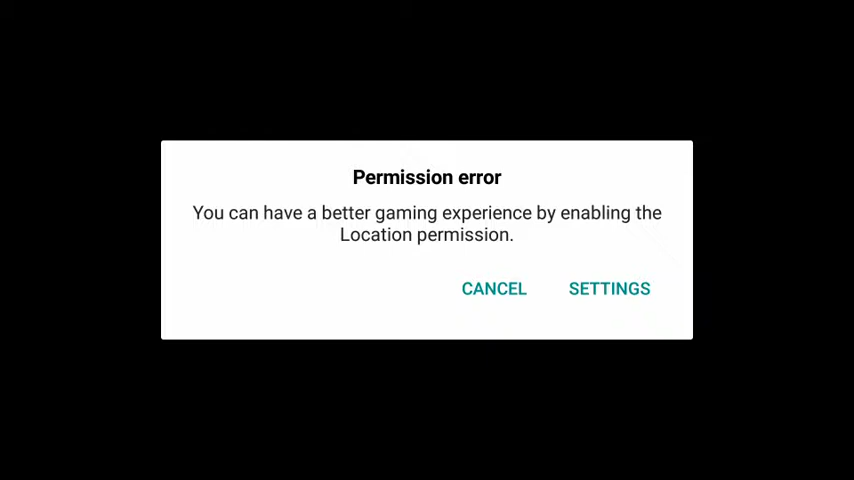 Permission error
You can have a better gaming experience by enabling the
Location permission.
CANCEL SETTINGS